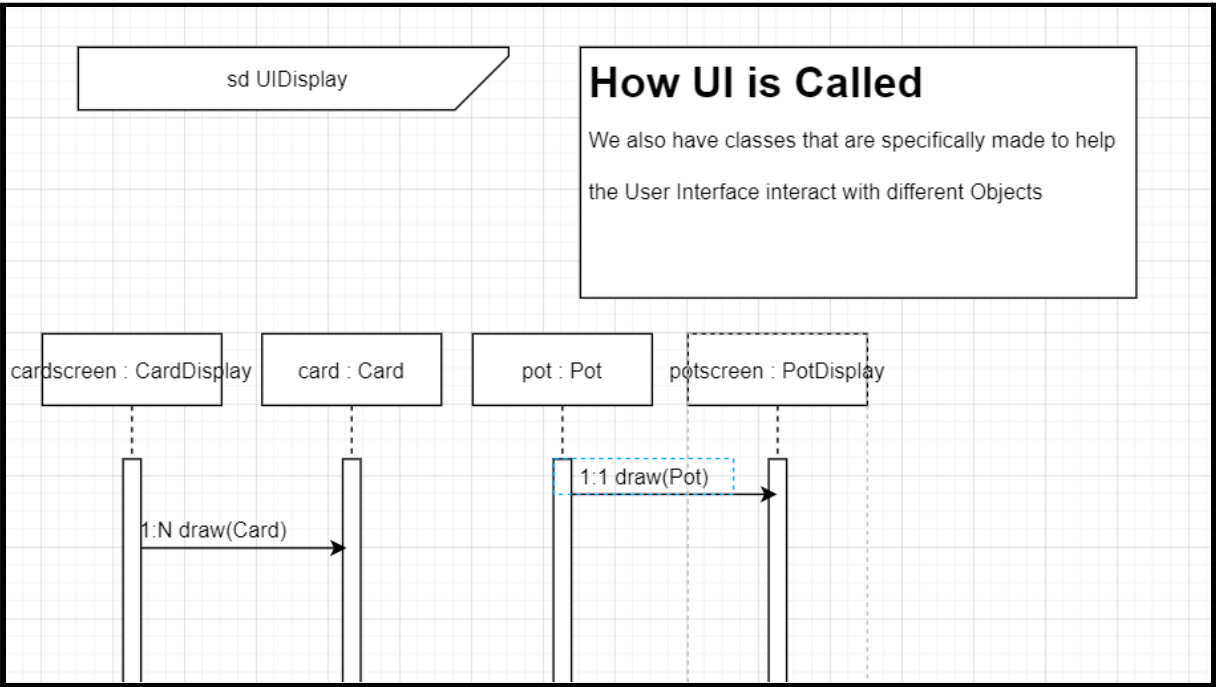 sd UIDisplay
How UI is Called
We also have classes that are specifically made to help
the User Interface interact with different Objects
cardscreen : CardDisplay
card : Card
pot : Pot
potscreen : PotDisplay
1:1 draw(Pot)
1:N draw(Card)